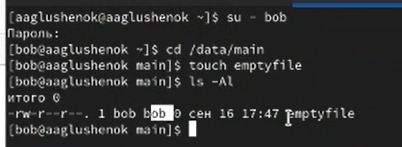 [aaglushenok@aaglushenok ~]$ su - bob
Пароль:
[bob@aaglushenok ~]$ cd /data/main
[bob@aaglushenok main]$ touch emptyfile
[bob@aaglushenok main]$ ls -Al
итого 0
-rw-r--r--. 1 bob bob 0 сен 16 17:47 emptyfile
[bob@aaglushenok main]$